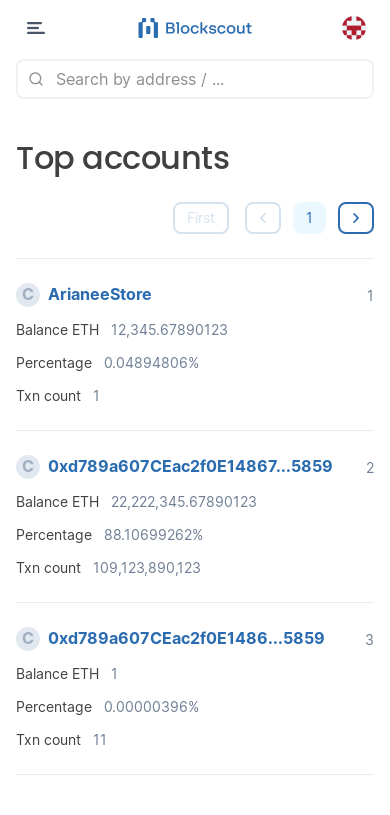 Blockscout
Search by address / ...
Top accounts
First 1
C ArianeeStore 1
Balance ETH 12,345.67890123
Percentage 0.04894806%
Txn count 1
C 0xd789a607CEac2f0E14867...5859 2
Balance ETH 22,222,345.67890123
Percentage 88.10699262%
Txn count 109,123,890,123
C 0xd789a607CEac2f0E1486...5859 3
Balance ETH 1
Percentage 0.00000396%
Txn count 11